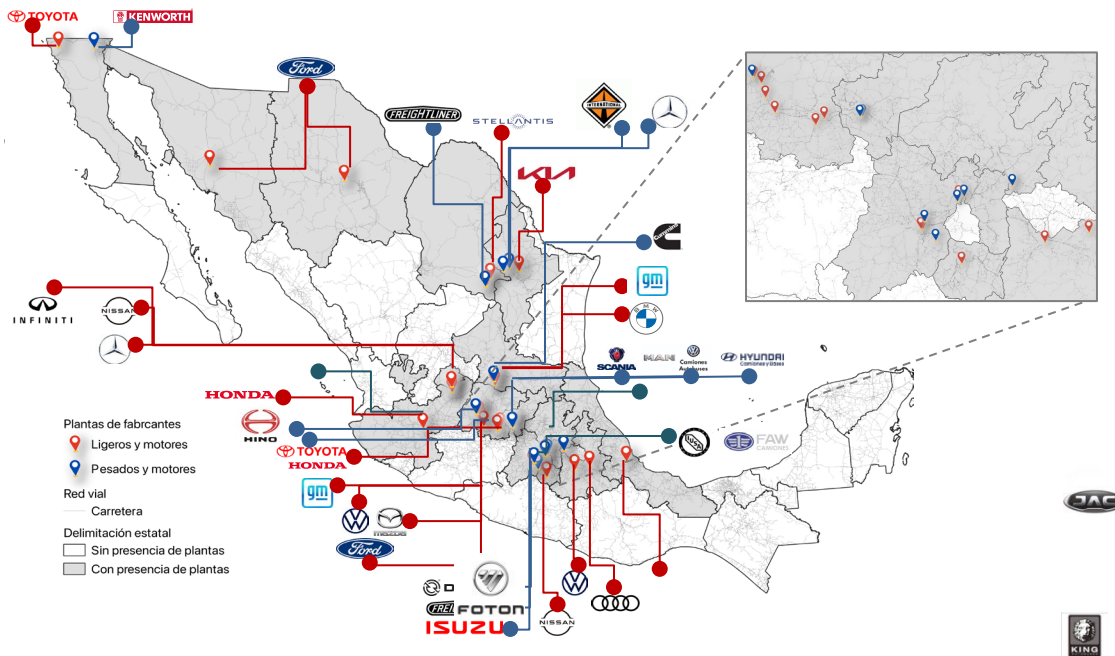 TOYOTA
KENWORTH
Ford
FREIGHTLINER
STELLANTIS
INTERNATIONAL
KIA
Cummins
gm
BMW
INFINITI
NISSAN
SCANIA
MAN
Camiones
Autobuses
HYUNDAI
Camiones y Buses
HONDA
HINO
TOYOTA
HONDA
FAW
CAMIONES
gm
mazda
Ford
D
FREI
FOTON
ISUZU
NISSAN
JAC
KING
Plantas de fabrcantes
Ligeros y motores
Pesados y motores
Red vial
Carretera
Delimitación estatal
Sin presencia de plantas
Con presencia de plantas